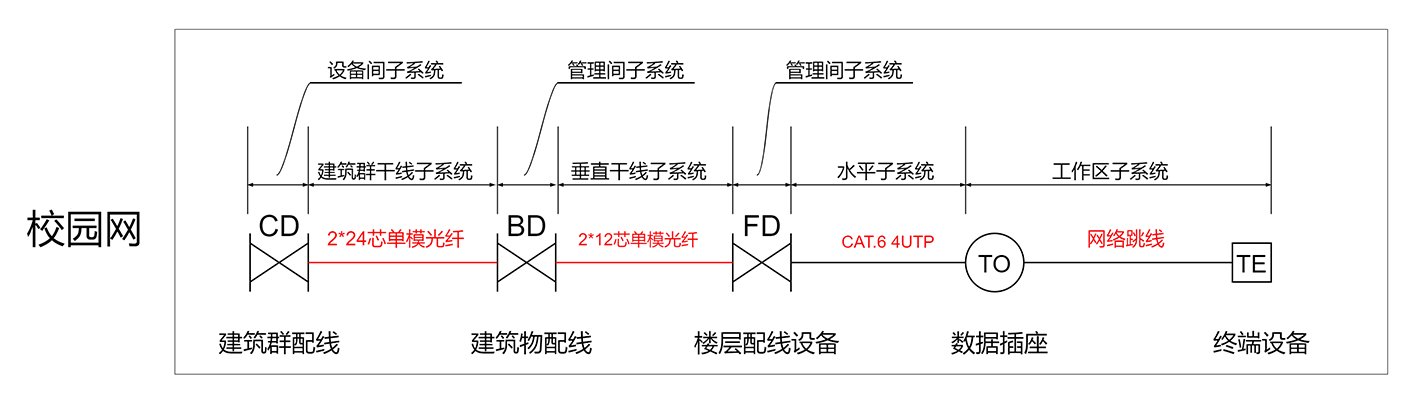 设备间子系统
管理间子系统
管理间子系统
建筑群干线子系统
垂直干线子系统
水平子系统
工作区子系统
校园网
CD
BD
FD
2*24芯单模光纤
2*12芯单模光纤
CAT.6 4UTP
网络跳线
TO
TE
建筑群配线
建筑物配线
楼层配线设备
数据插座
终端设备